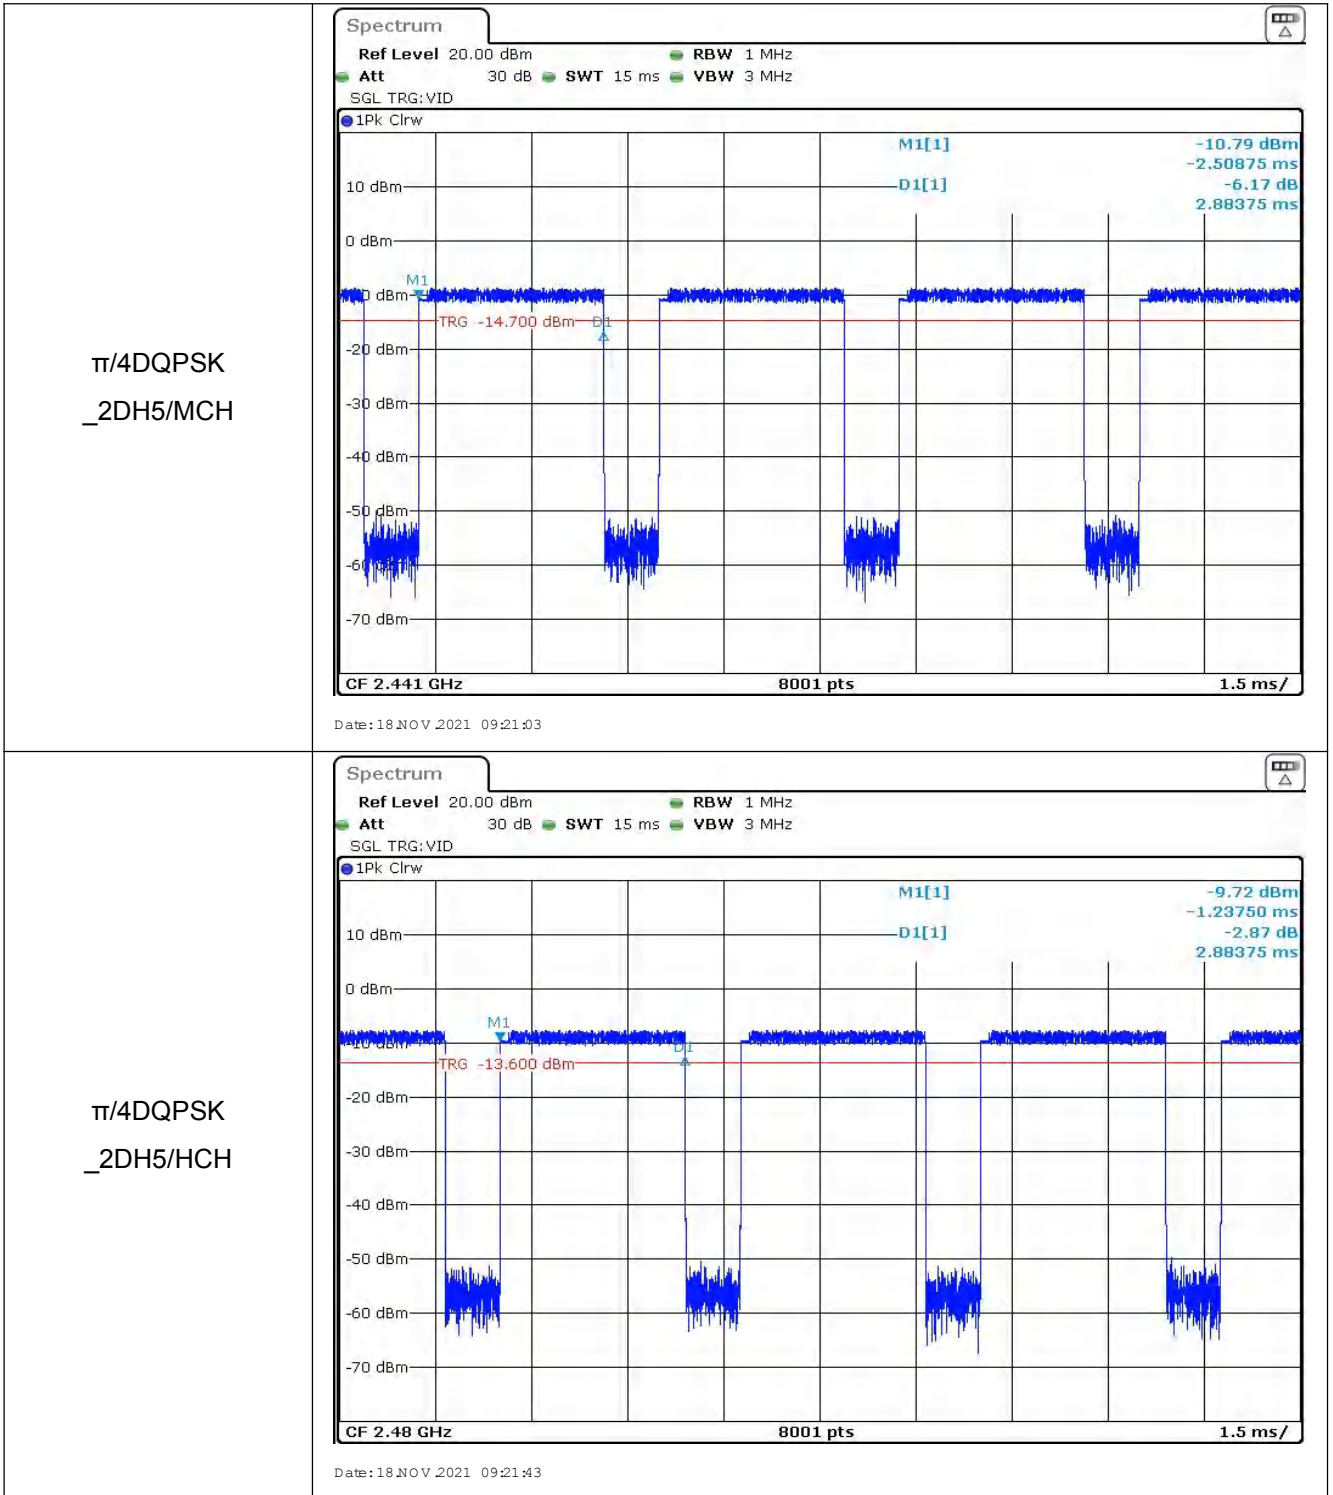 π/4DQPSK
_2DH5/MCH
Spectrum
Ref Level 20.00 dBm RBW 1 MHz
Att 30 dB SWT 15 ms VBW 3 MHz
SGL TRG:VID
1Pk Clrw
M1[1] -10.79 dBm
-2.50875 ms
D1[1] -6.17 dB
2.88375 ms
10 dBm
0 dBm
M1
0 dBm
TRG -14.700 dBm
D1
-20 dBm
-30 dBm
-40 dBm
-50 dBm
-70 dBm
CF 2.441 GHz 8001 pts 1.5 ms/
Date:18.NOV.2021 09:21:03
π/4DQPSK
_2DH5/HCH
Spectrum
Ref Level 20.00 dBm RBW 1 MHz
Att 30 dB SWT 15 ms VBW 3 MHz
SGL TRG:VID
1Pk Clrw
M1[1] -9.72 dBm
-1.23750 ms
D1[1] -2.87 dB
2.88375 ms
10 dBm
0 dBm
M1
-10 dBm
D1
TRG -13.600 dBm
-20 dBm
-30 dBm
-40 dBm
-50 dBm
-60 dBm
-70 dBm
CF 2.48 GHz 8001 pts 1.5 ms/
Date:18.NOV.2021 09:21:43